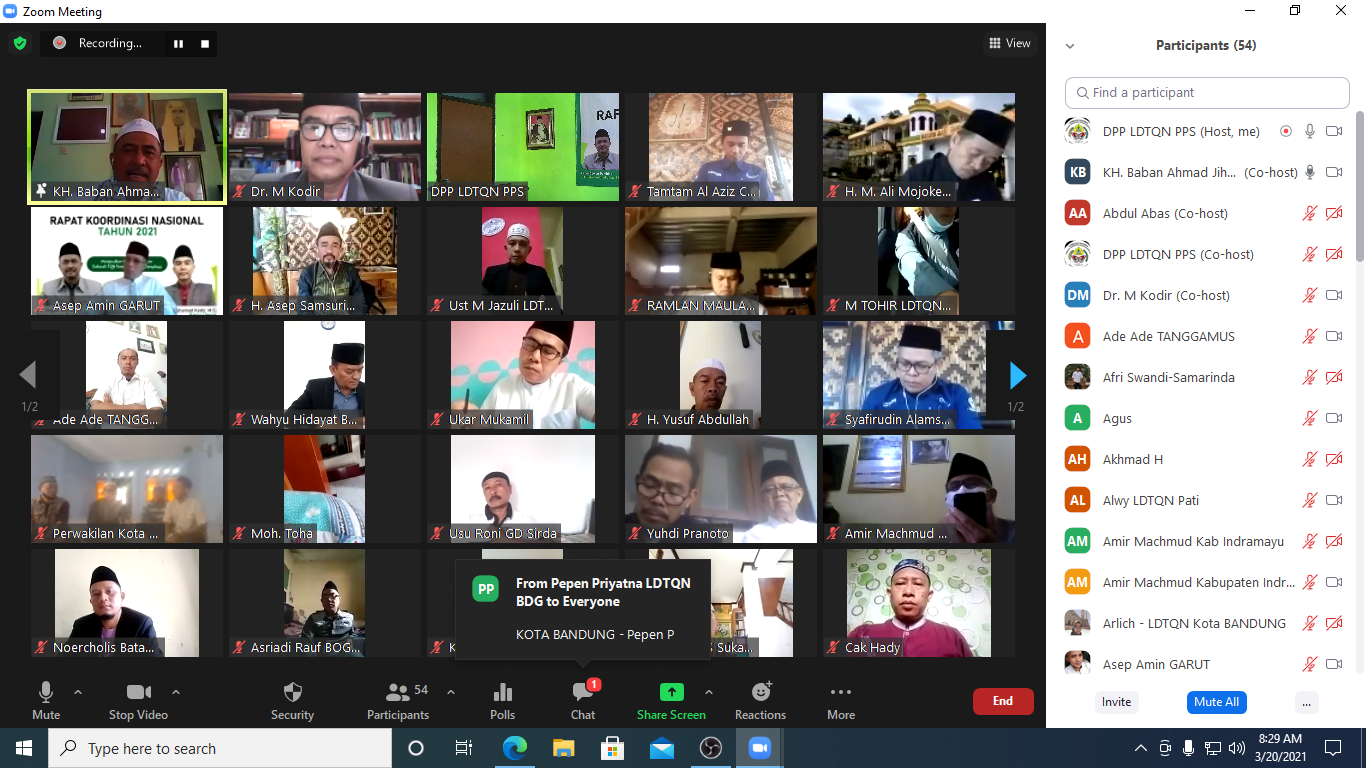 Zoom Meeting
Recording...
View
KH. Baban Ahma...
Dr. M Kodir
RAF
DPP LDTQN PPS
Tamtam Al Aziz C...
H. M. Ali Mojoke...
RAPAT KOORDINASI NASIONAL
TAHUN 2021
Asep Amin GARUT
H. Asep Samsuri...
Ust M Jazuli LDT...
RAMLAN MAULA...
M TOHIR LDTQN...
1/2
Ade Ade TANGG...
Wahyu Hidayat B...
Ukar Mukamil
H. Yusuf Abdullah
Syafirudin Alams...
1/2
Perwakilan Kota ...
Moh. Toha
Usu Roni GD Sirda
Yuhdi Pranoto
Amir Machmud ...
Noercholis Bata...
Asriadi Rauf BOG...
K
Suka...
Cak Hady
PP
From Pepen Priyatna LDTQN
BDG to Everyone
KOTA BANDUNG - Pepen P
Mute
Stop Video
Security
54
Participants
Polls
1
Chat
Share Screen
Reactions
More
End
Participants (54)
Find a participant
DPP LDTQN PPS (Host, me)
KB KH. Baban Ahmad Jih... (Co-host)
AA Abdul Abas (Co-host)
DPP LDTQN PPS (Co-host)
DM Dr. M Kodir (Co-host)
A Ade Ade TANGGAMUS
Afri Swandi-Samarinda
A Agus
AH Akhmad H
AL Alwy LDTQN Pati
AM Amir Machmud Kab Indramayu
AM Amir Machmud Kabupaten Indr...
Arlich - LDTQN Kota BANDUNG
Asep Amin GARUT
Invite
Mute All
...
Type here to search
8:29 AM
3/20/2021